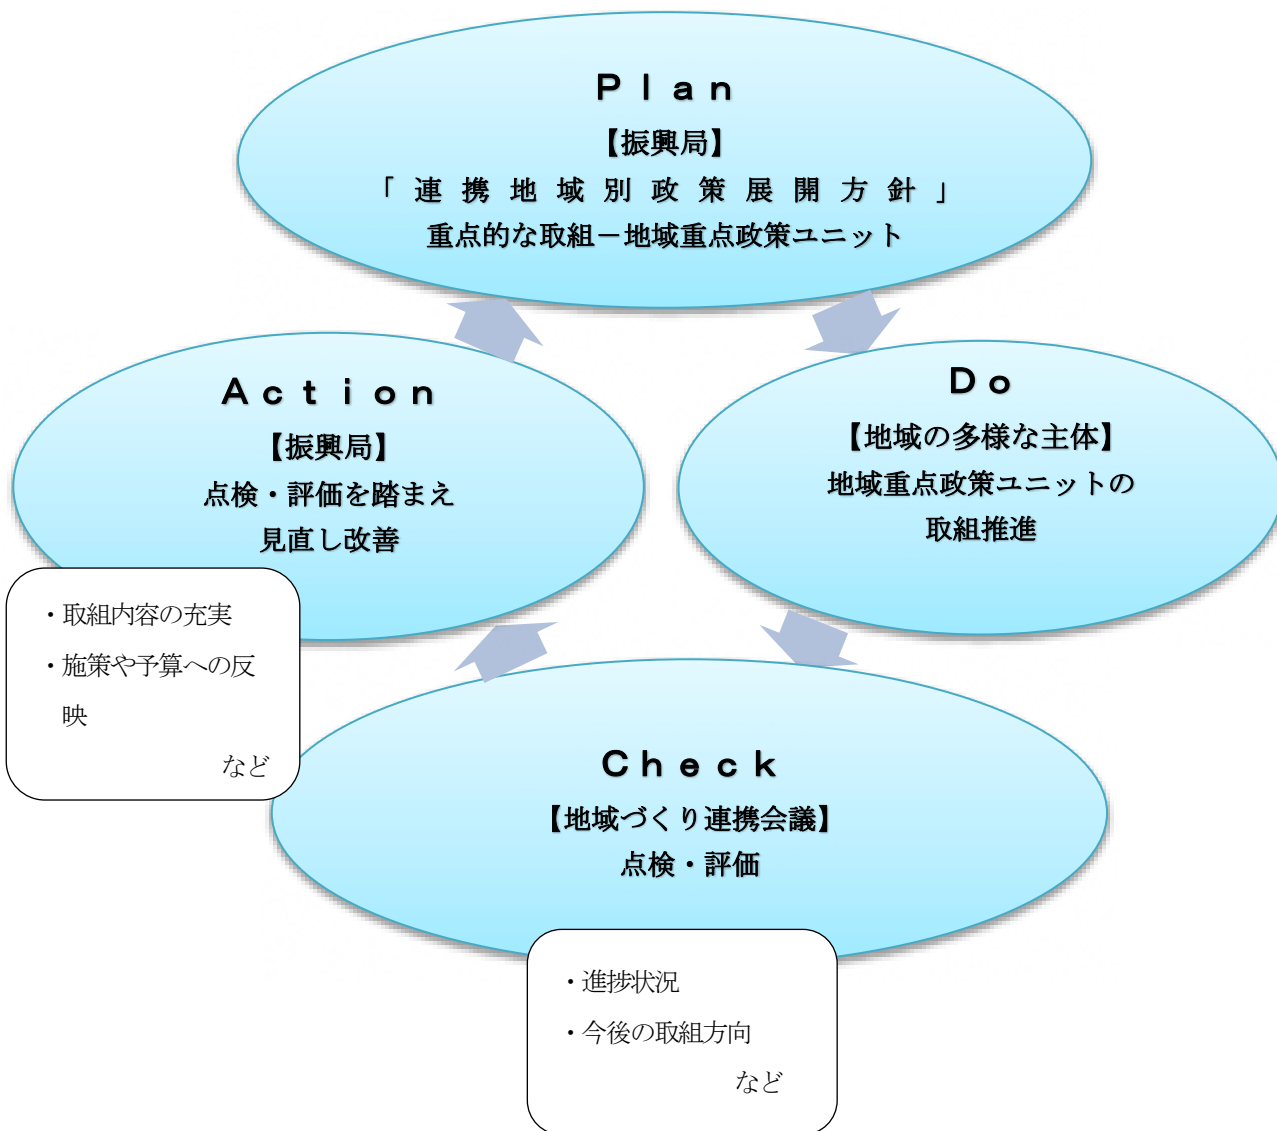 Ｐｌａｎ
【振興局】
「連携地域別政策展開方針」
重点的な取組－地域重点政策ユニット
Ａｃｔｉｏｎ
【振興局】
点検・評価を踏まえ
見直し改善
・取組内容の充実
・施策や予算への反
映
など
Ｄｏ
【地域の多様な主体】
地域重点政策ユニットの
取組推進
Ｃｈｅｃｋ
【地域づくり連携会議】
点検・評価
・進捗状況
・今後の取組方向
など